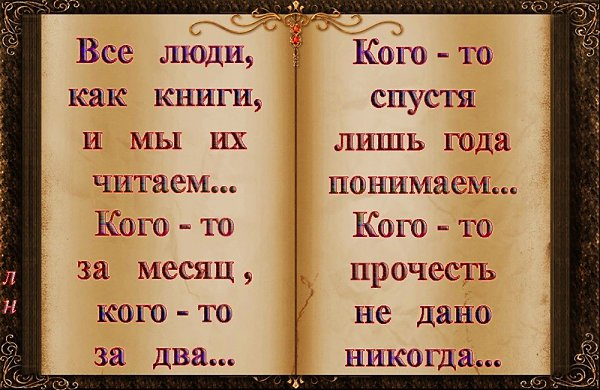 Все люди,
как книги,
и мы их
читаем...
Кого - то
за месяц,
кого - то
за два...
Кого - то
спустя
лишь года
понимаем...
Кого - то
прочесть
не дано
никогда...
л
н